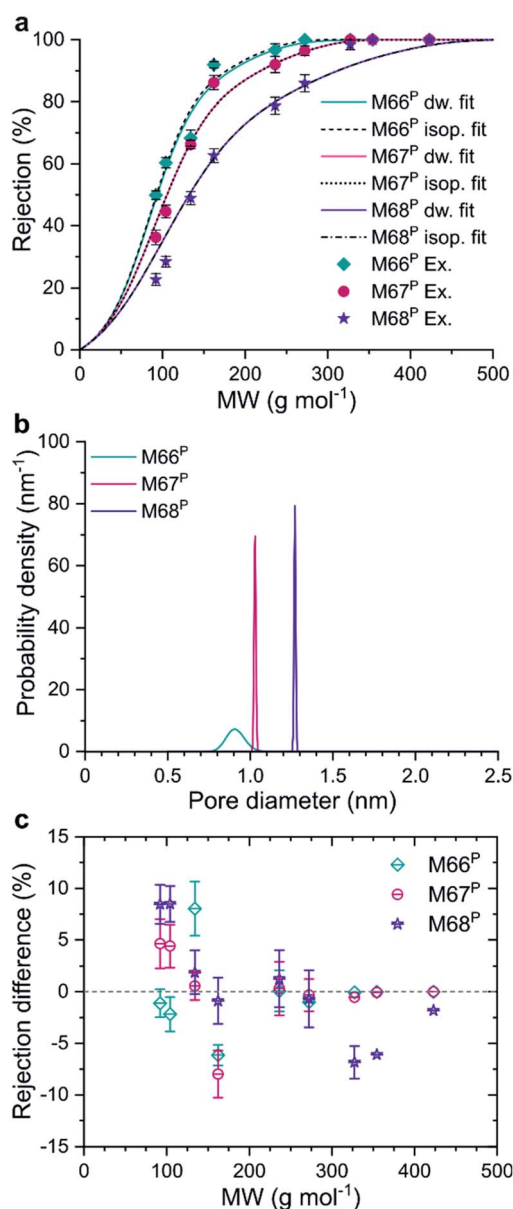 a
100
80
60
40
20
0
Rejection (%)
M66ᴾ dw. fit
M66ᴾ isop. fit
M67ᴾ dw. fit
M67ᴾ isop. fit
M68ᴾ dw. fit
M68ᴾ isop. fit
M66ᴾ Ex.
M67ᴾ Ex.
M68ᴾ Ex.
0 100 200 300 400 500
MW (g mol⁻¹)
b
100
80
60
40
20
0
Probability density (nm⁻¹)
M66ᴾ
M67ᴾ
M68ᴾ
0 0.5 1.0 1.5 2.0 2.5
Pore diameter (nm)
c
15
10
5
0
-5
-10
-15
Rejection difference (%)
M66ᴾ
M67ᴾ
M68ᴾ
0 100 200 300 400 500
MW (g mol⁻¹)